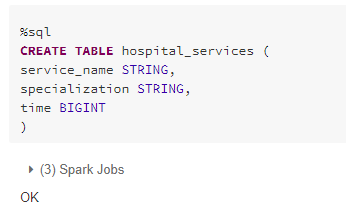 %sql
CREATE TABLE hospital_services (
service_name STRING,
specialization STRING,
time BIGINT
)
(3) Spark Jobs
OK